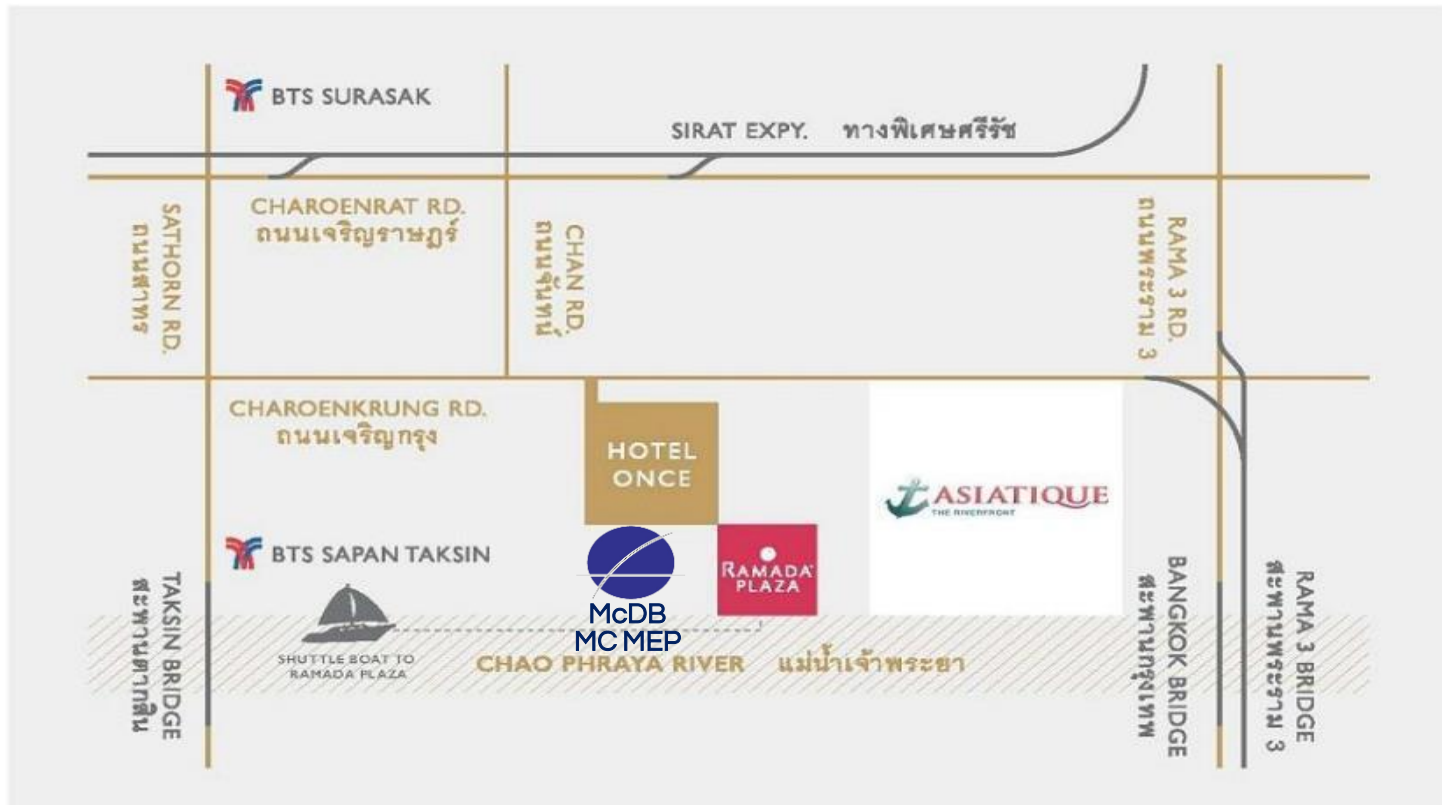 BTS SURASAK
SIRAT EXPY. ทางพิเศษศรีรัช
SATHORN RD.
ถนนสาทร
CHAROENRAT RD.
ถนนเจริญราษฎร์
CHAN RD.
ถนนจันทน์
RAMA 3 RD.
ถนนพระราม 3
CHAROENKRUNG RD.
ถนนเจริญกรุง
HOTEL
ONCE
ASIATIQUE
THE RIVERFRONT
BTS SAPAN TAKSIN
RAMADA
PLAZA
McDB
MC MEP
TAKSIN BRIDGE
สะพานตากสิน
SHUTTLE BOAT TO
RAMADA PLAZA
CHAO PHRAYA RIVER แม่น้ำเจ้าพระยา
BANGKOK BRIDGE
สะพานกรุงเทพ
RAMA 3 BRIDGE
สะพานพระราม 3